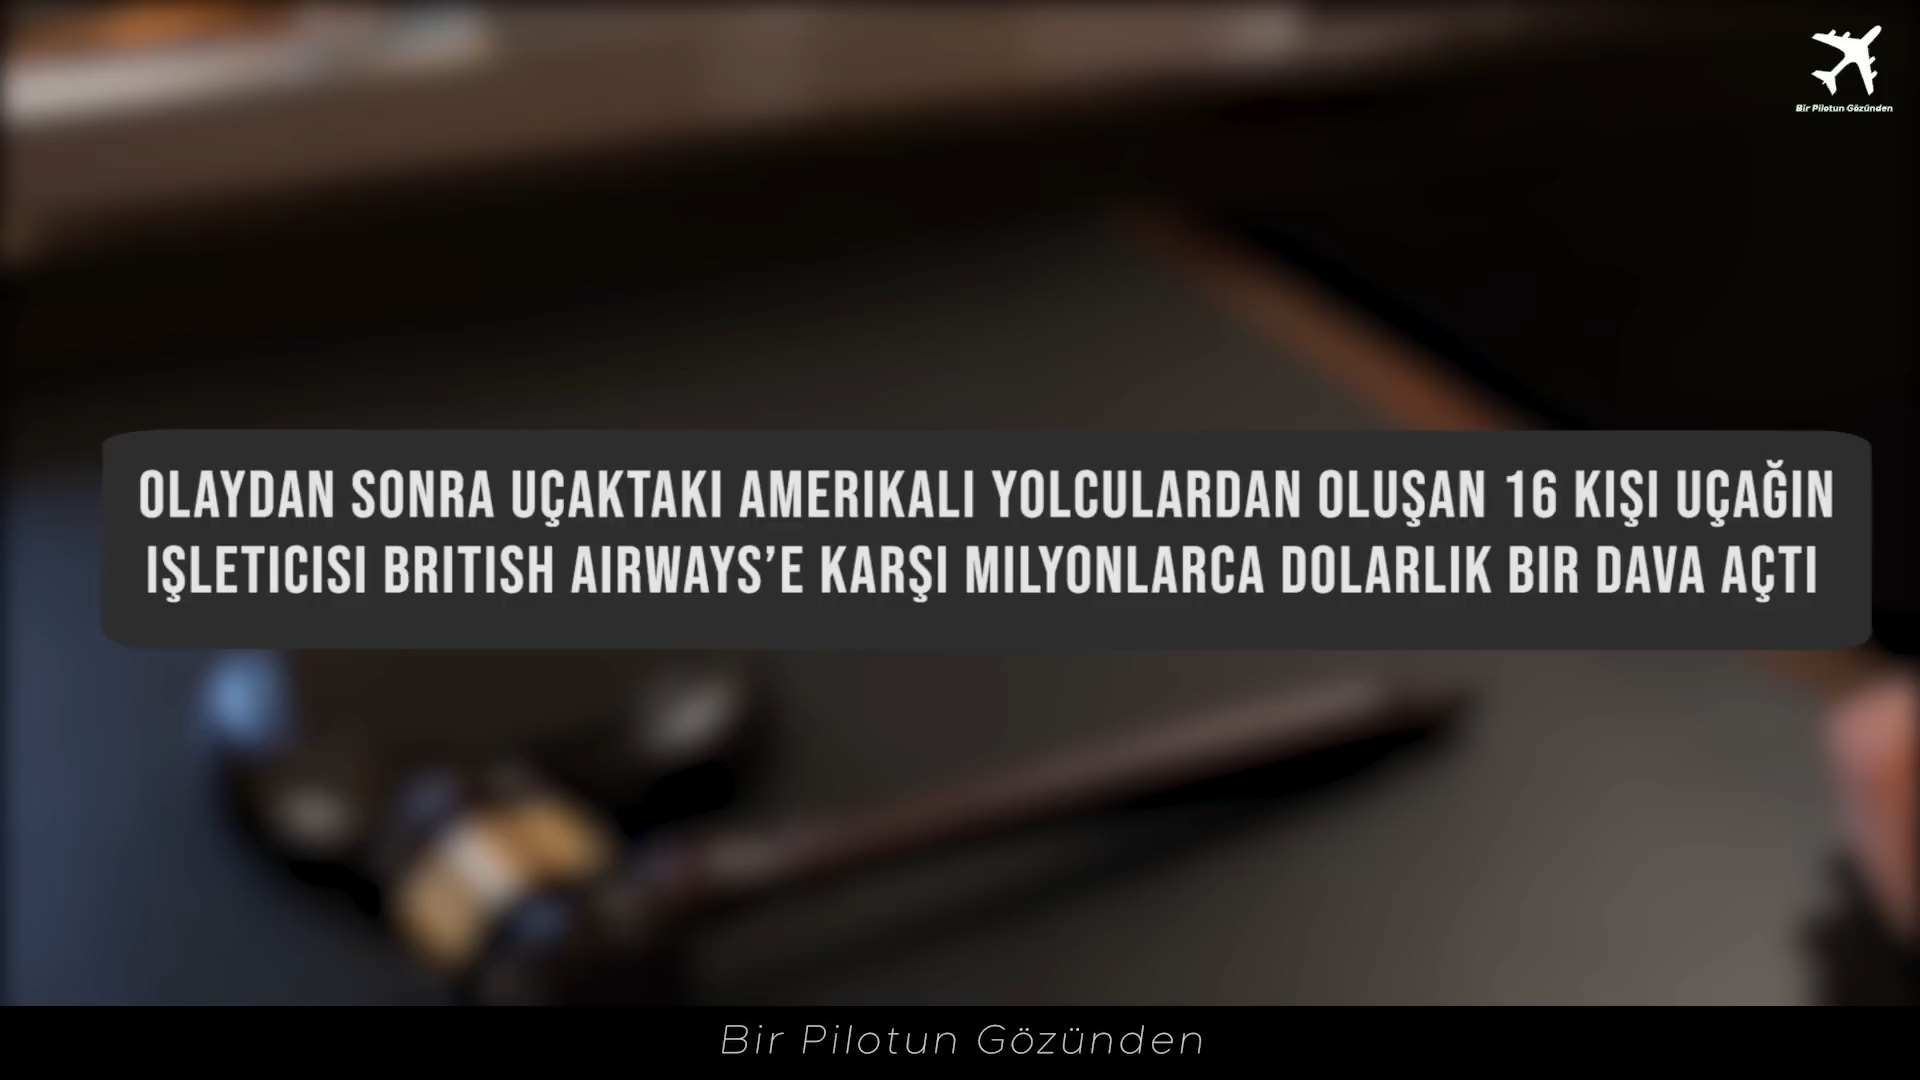 Bir Pilotun Gözünden
OLAYDAN SONRA UÇAKTAKI AMERIKALI YOLCULARDAN OLUŞAN 16 KIŞI UÇAĞIN
IŞLETICISI BRITISH AIRWAYS’E KARŞI MILYONLARCA DOLARLIK BIR DAVA AÇTI
Bir Pilotun Gözünden